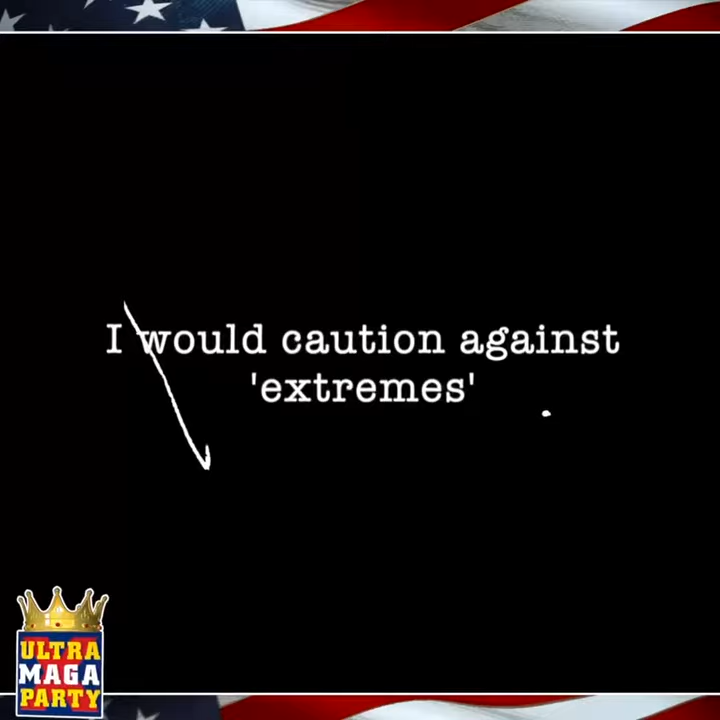 I would caution against
'extremes'
ULTRA
MAGA
PARTY